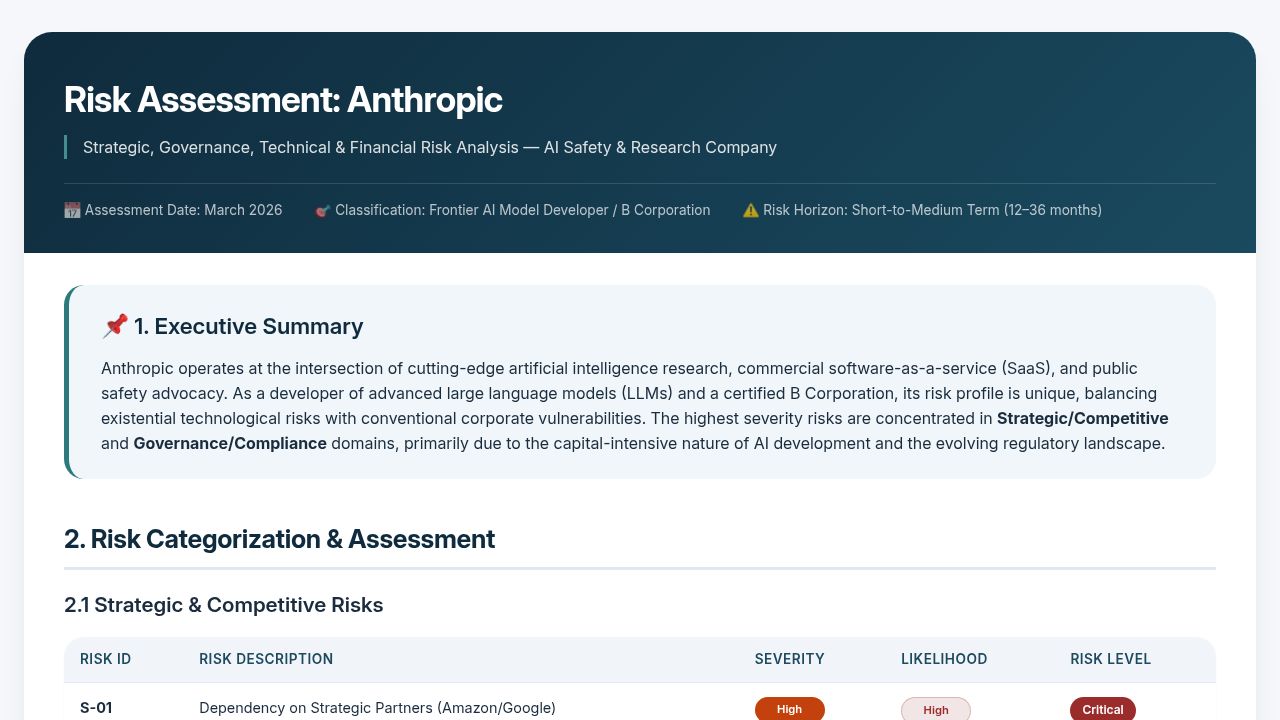 Risk Assessment: Anthropic
Strategic, Governance, Technical & Financial Risk Analysis — AI Safety & Research Company
Assessment Date: March 2026
Classification: Frontier AI Model Developer / B Corporation
Risk Horizon: Short-to-Medium Term (12–36 months)
1. Executive Summary
Anthropic operates at the intersection of cutting-edge artificial intelligence research, commercial software-as-a-service (SaaS), and public
safety advocacy. As a developer of advanced large language models (LLMs) and a certified B Corporation, its risk profile is unique, balancing
existential technological risks with conventional corporate vulnerabilities. The highest severity risks are concentrated in Strategic/Competitive
and Governance/Compliance domains, primarily due to the capital-intensive nature of AI development and the evolving regulatory landscape.
2. Risk Categorization & Assessment
2.1 Strategic & Competitive Risks
RISK ID RISK DESCRIPTION SEVERITY LIKELIHOOD RISK LEVEL
S-01 Dependency on Strategic Partners (Amazon/Google) High High Critical